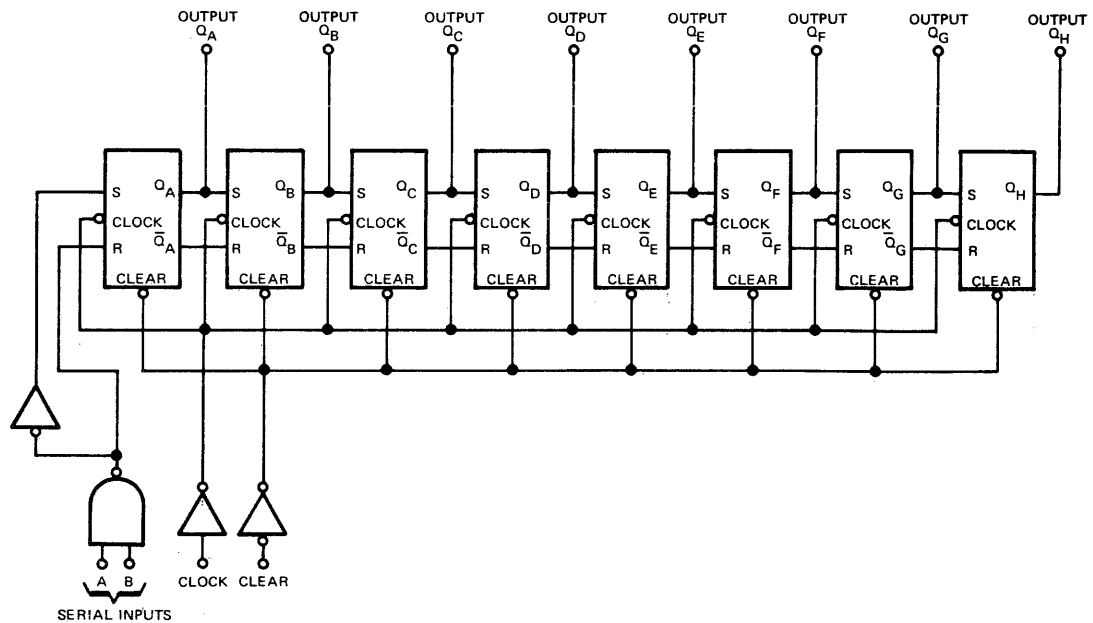 OUTPUT OUTPUT OUTPUT OUTPUT OUTPUT OUTPUT OUTPUT OUTPUT
QA QB QC QD QE QF QG QH
S QA S QB S QC S QD S QE S QF S QG S QH
CLOCK CLOCK CLOCK CLOCK CLOCK CLOCK CLOCK CLOCK
R Q̅A R Q̅B R Q̅C R Q̅D R Q̅E R Q̅F R Q̅G R
CLEAR CLEAR CLEAR CLEAR CLEAR CLEAR CLEAR CLEAR
A B CLOCK CLEAR
SERIAL INPUTS